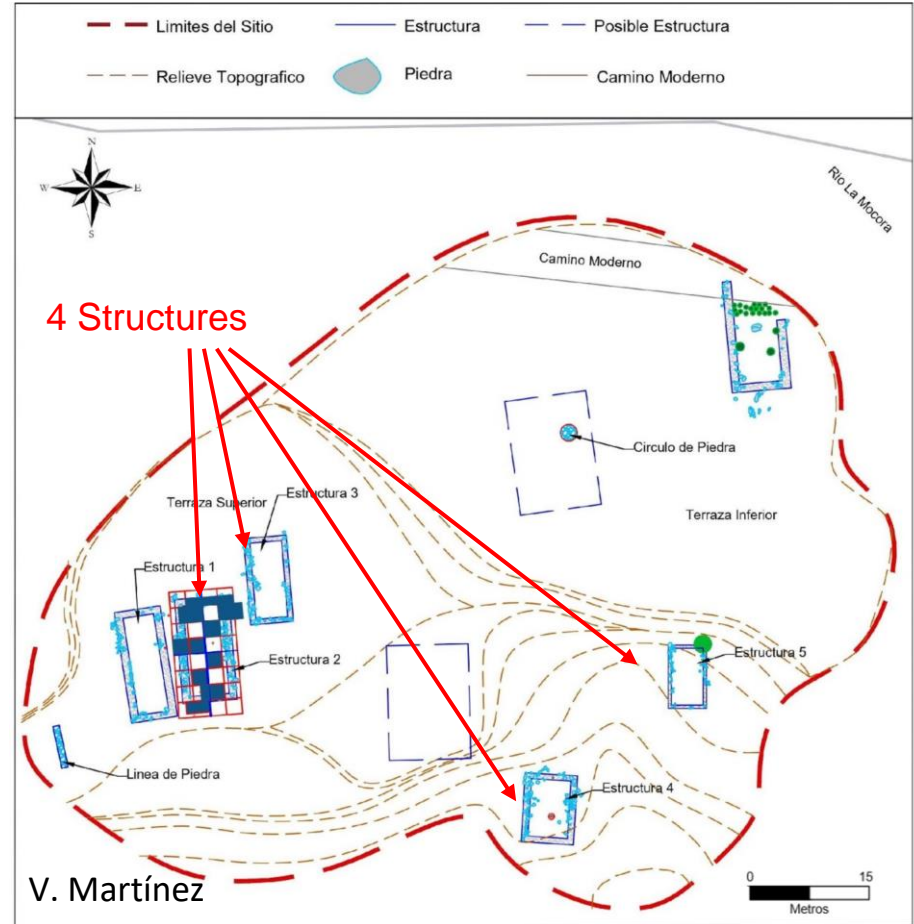 Limites del Sitio
Estructura
Posible Estructura
Relieve Topografico
Piedra
Camino Moderno
N
W E
S
Rio La Mocora
Camino Moderno
4 Structures
Circulo de Piedra
Terraza Superior
Estructura 3
Terraza Inferior
Estructura 1
Estructura 2
Estructura 5
Linea de Piedra
Estructura 4
V. Martínez
0 15
Metros